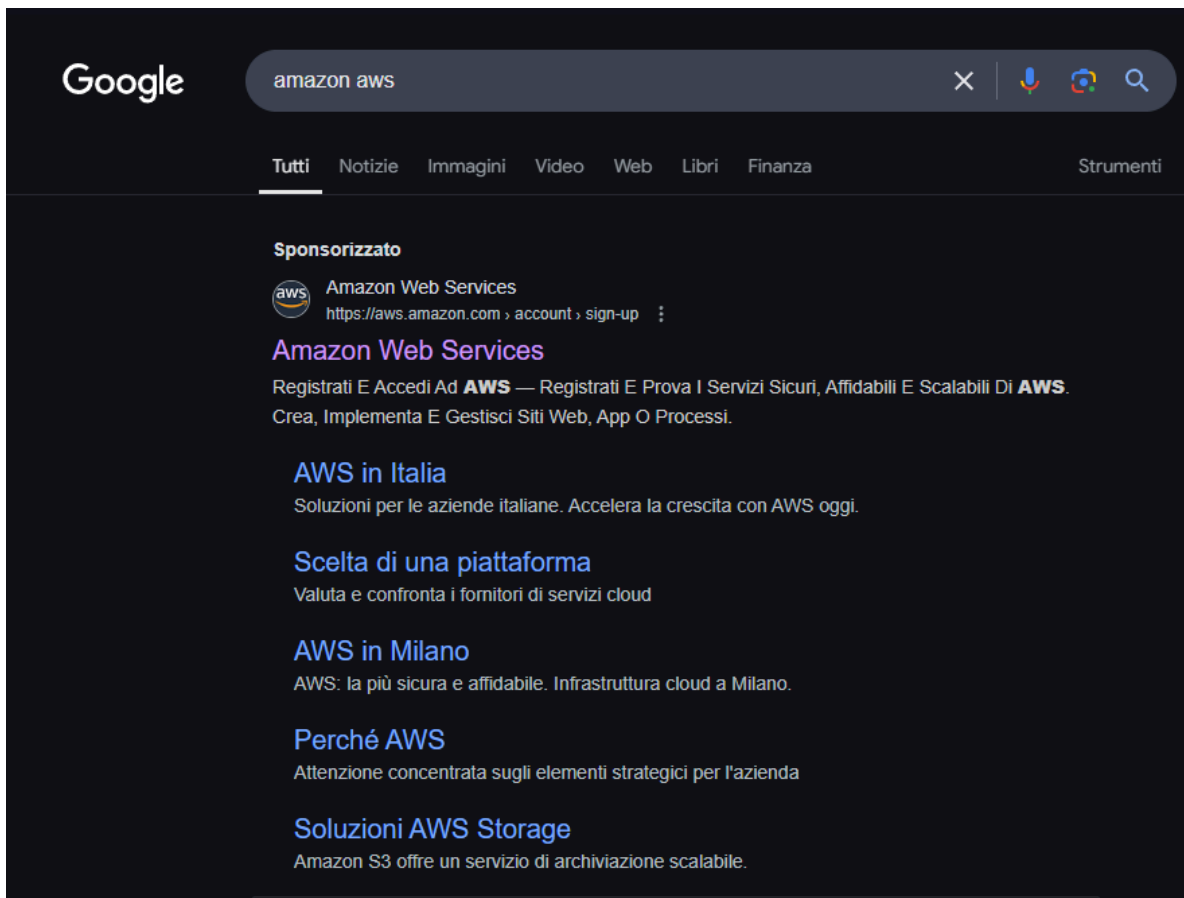 Google
amazon aws
Tutti Notizie Immagini Video Web Libri Finanza Strumenti
Sponsorizzato
aws
Amazon Web Services
https://aws.amazon.com › account › sign-up
Amazon Web Services
Registrati E Accedi Ad AWS — Registrati E Prova I Servizi Sicuri, Affidabili E Scalabili Di AWS.
Crea, Implementa E Gestisci Siti Web, App O Processi.
AWS in Italia
Soluzioni per le aziende italiane. Accelera la crescita con AWS oggi.
Scelta di una piattaforma
Valuta e confronta i fornitori di servizi cloud
AWS in Milano
AWS: la più sicura e affidabile. Infrastruttura cloud a Milano.
Perché AWS
Attenzione concentrata sugli elementi strategici per l'azienda
Soluzioni AWS Storage
Amazon S3 offre un servizio di archiviazione scalabile.